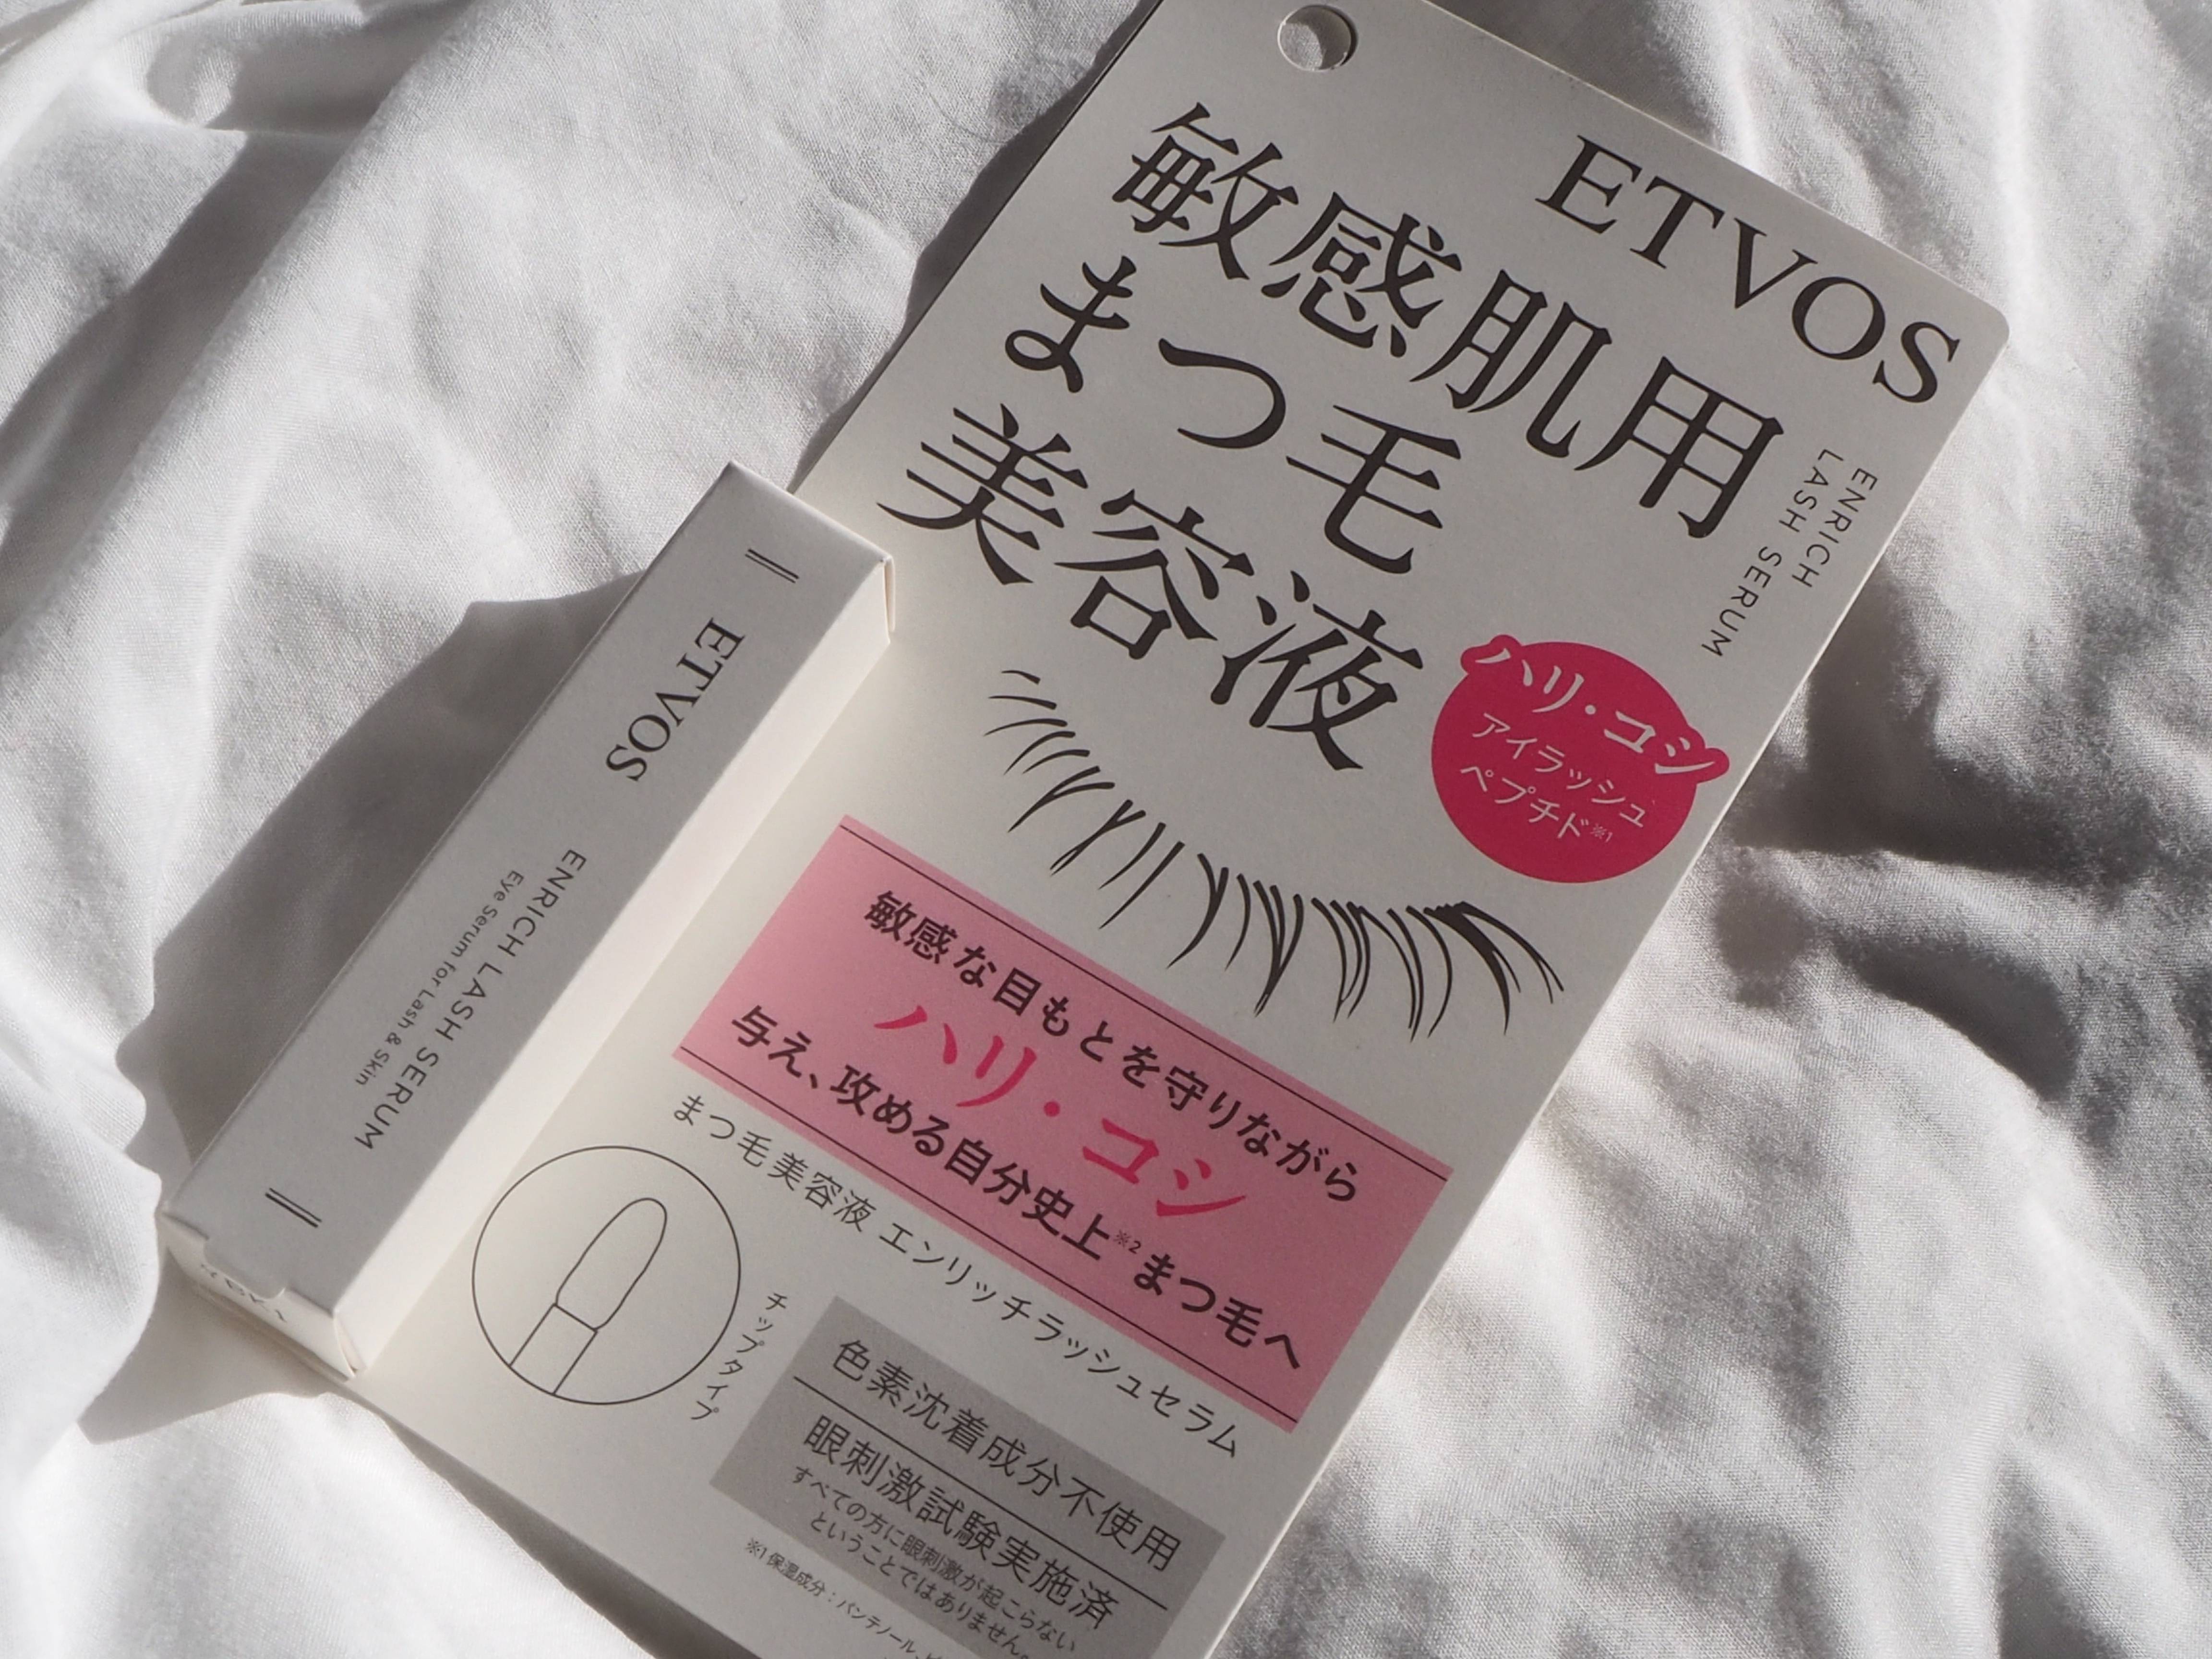 ETVOS
ENRICH
LASH SERUM
敏感肌用
まつ毛
美容液
ハリ・コシ
アイラッシュ
ペプチド※1
敏感な目もとを守りながら
ハリ・コシ
与え、攻める自分史上※2 まつ毛へ
まつ毛美容液 エンリッチラッシュセラム
チップタイプ
色素沈着成分不使用
眼刺激試験実施済
すべての方に眼刺激が起こらない
ということではありません。
※1 保湿成分：パンテノール、
ETVOS
ENRICH LASH SERUM
Eye Serum for Lash & Skin